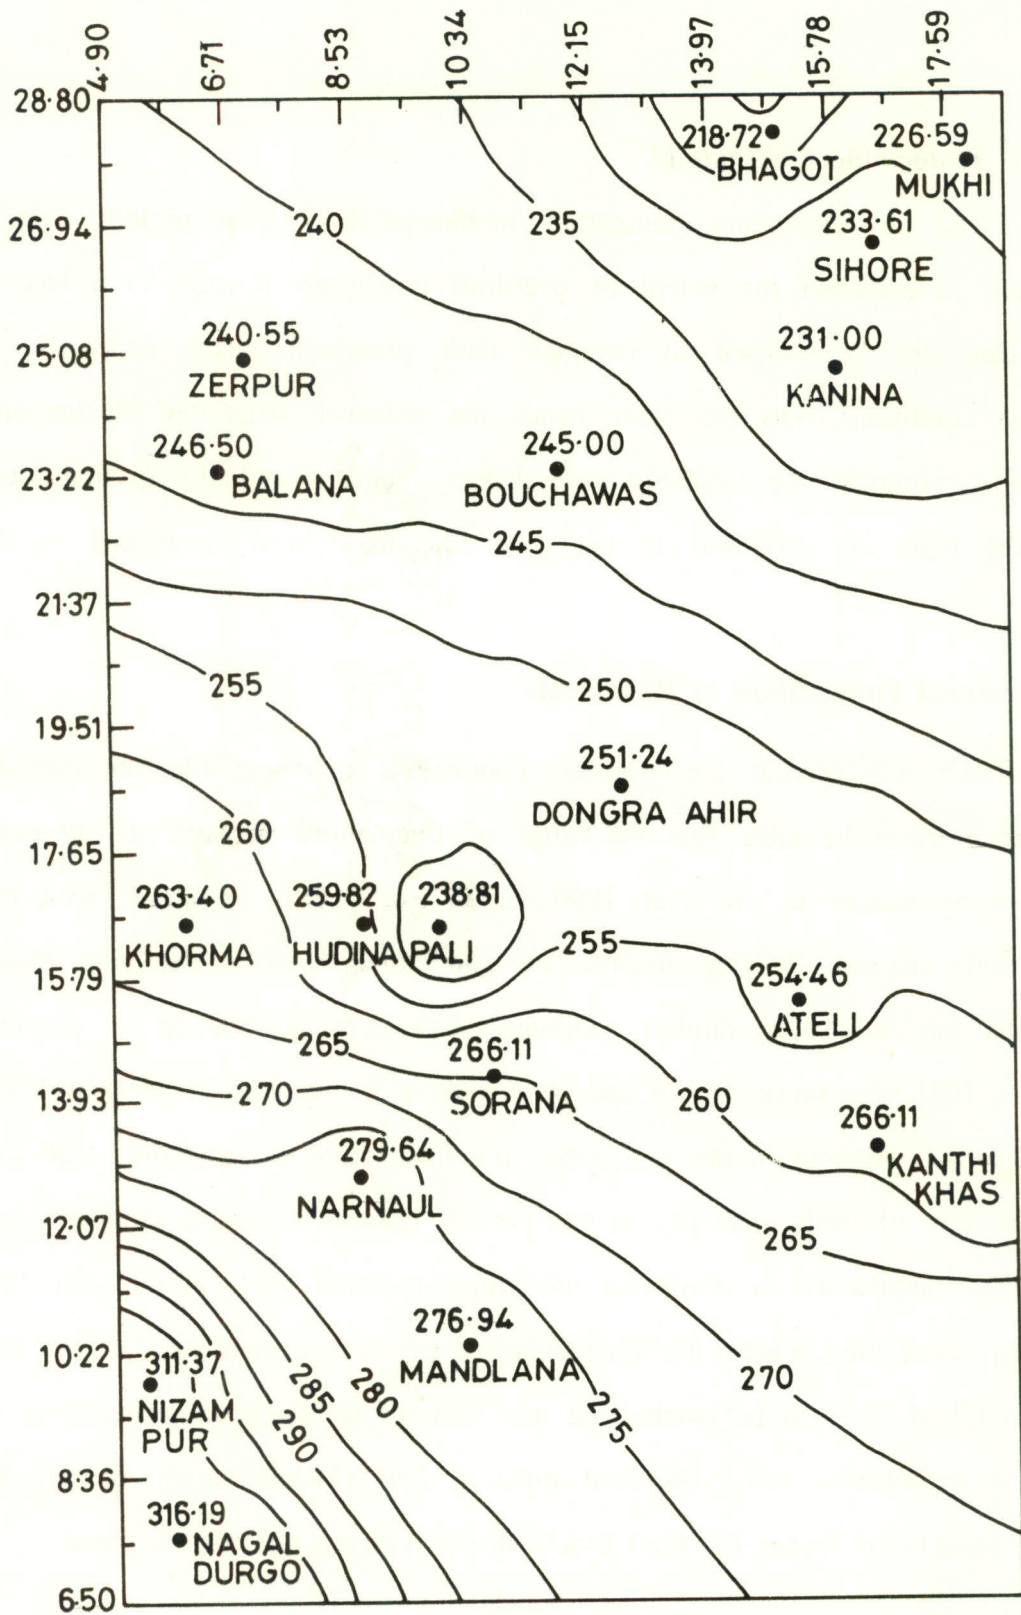 4·90 6·71 8·53 10 34 12·15 13·97 15·78 17·59
28·80
218·72 226·59
BHAGOT MUKHI
240 235 233·61
26·94
SIHORE
240·55 231·00
25·08
ZERPUR KANINA
246·50 245·00
23·22
BALANA BOUCHAWAS
245
21·37
255 250
19·51
251·24
DONGRA AHIR
260
17·65
263·40 259·82 238·81
KHORMA HUDINA PALI 255
15·79 254·46
ATELI
265 266·11
270 SORANA 260
13·93 266·11
279·64 KANTHI
KHAS
NARNAUL
12·07 265
276·94
10·22
311·37 MANDLANA 270
285 280 275
NIZAM
PUR 290
8·36
316·19
NAGAL
DURGO
6·50